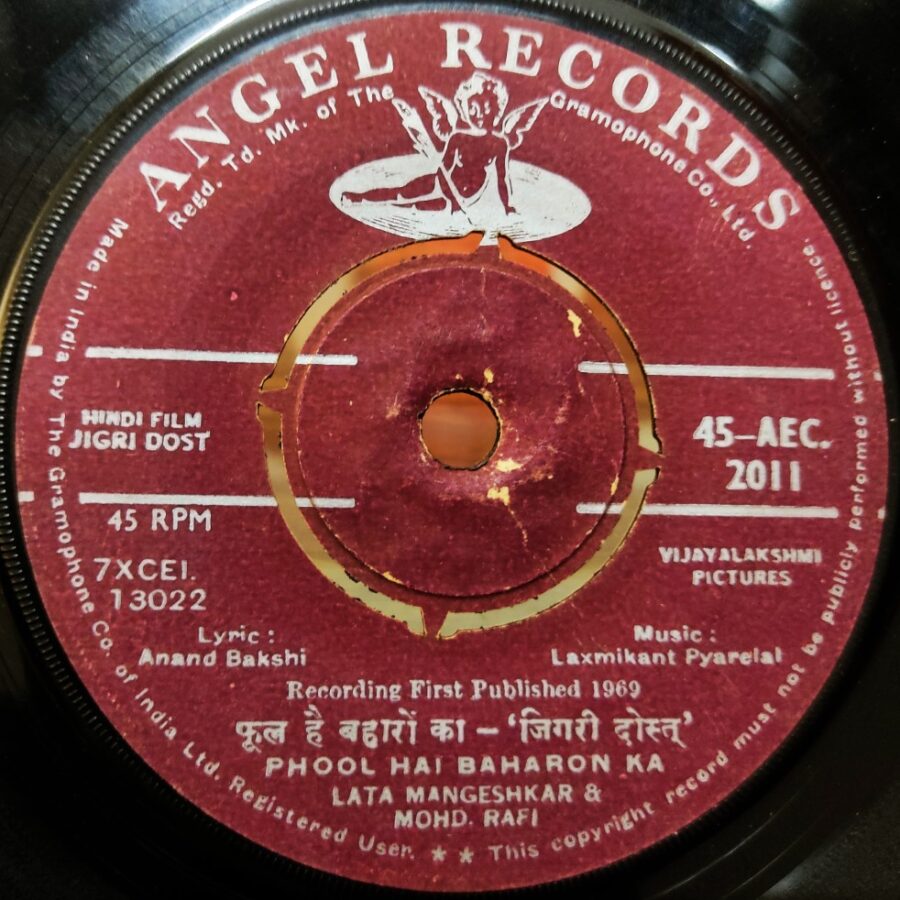 ANGEL RECORDS
Regd. Td. Mk. of The Gramophone Co., Ltd.
HINDI FILM
JIGRI DOST
45-AEC.
2011
45 RPM
7XCEI.
13022
VIJAYALAKSHMI
PICTURES
Lyric :
Anand Bakshi
Music :
Laxmikant Pyarelal
Recording First Published 1969
फूल है बहारों का - ‘जिगरी दोस्त्’
PHOOL HAI BAHARON KA
LATA MANGESHKAR &
MOHD. RAFI
Made in India by The Gramophone Co. of India Ltd. Registered User. ★ ★ This copyright record must not be publicly performed without licence.